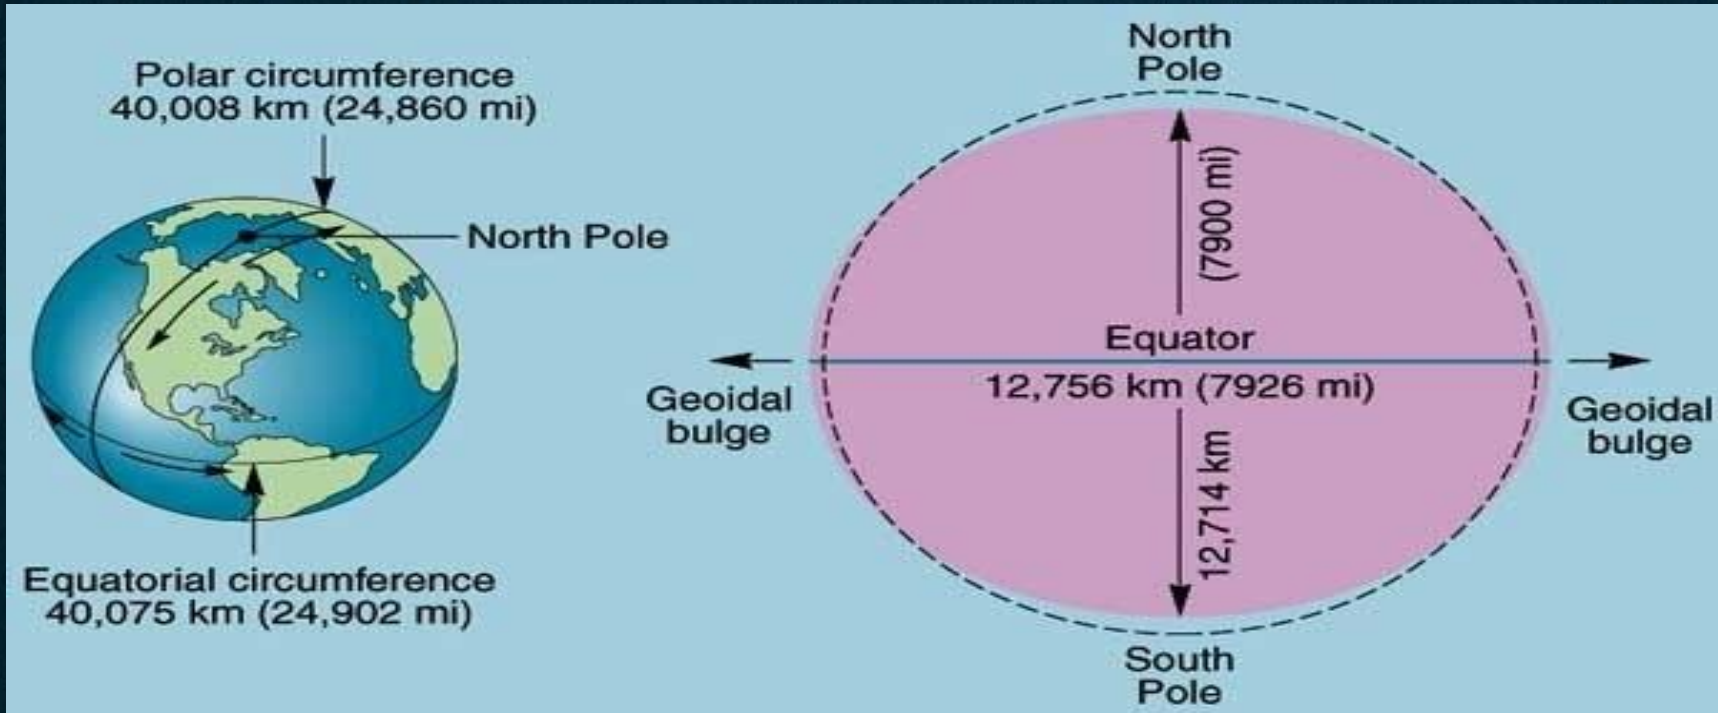 Polar circumference
40,008 km (24,860 mi)
North Pole
Equatorial circumference
40,075 km (24,902 mi)
North
Pole
(7900 mi)
Equator
12,756 km (7926 mi)
Geoidal
bulge
Geoidal
bulge
12,714 km
South
Pole